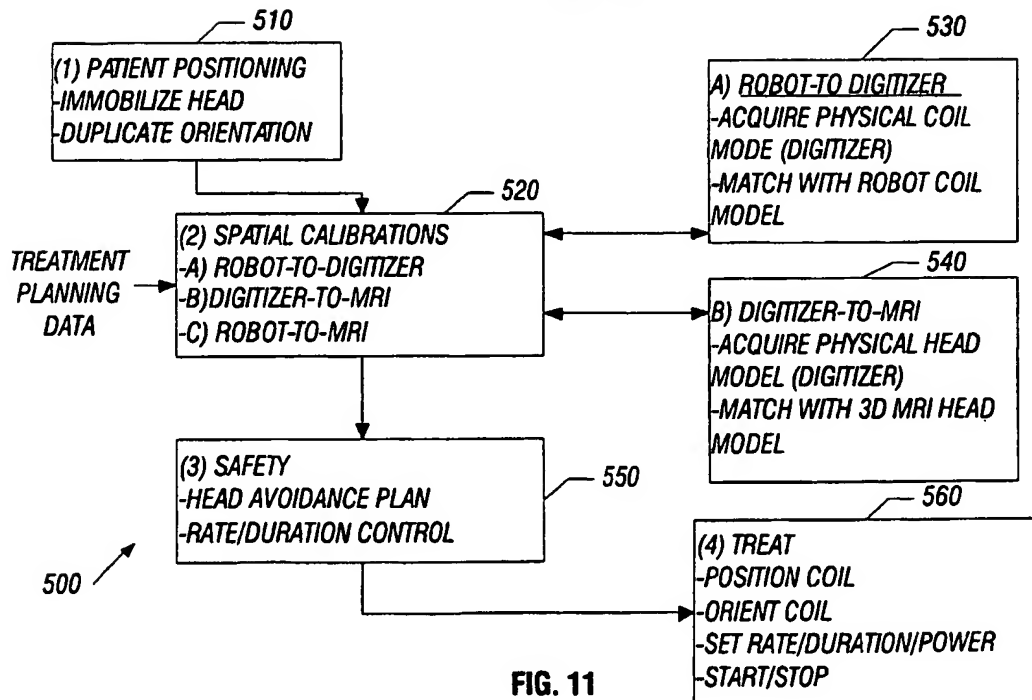 510
(1) PATIENT POSITIONING
-IMMOBILIZE HEAD
-DUPLICATE ORIENTATION
520
(2) SPATIAL CALIBRATIONS
-A) ROBOT-TO-DIGITIZER
-B)DIGITIZER-TO-MRI
-C) ROBOT-TO-MRI
TREATMENT
PLANNING
DATA
530
A) ROBOT-TO DIGITIZER
-ACQUIRE PHYSICAL COIL
MODE (DIGITIZER)
-MATCH WITH ROBOT COIL
MODEL
540
B) DIGITIZER-TO-MRI
- ACQUIRE PHYSICAL HEAD
MODEL (DIGITIZER)
-MATCH WITH 3D MRI HEAD
MODEL
550
(3) SAFETY
-HEAD AVOIDANCE PLAN
-RATE/DURATION CONTROL
560
(4) TREAT
-POSITION COIL
-ORIENT COIL
-SET RATE/DURATION/POWER
-START/STOP
500
FIG. 11